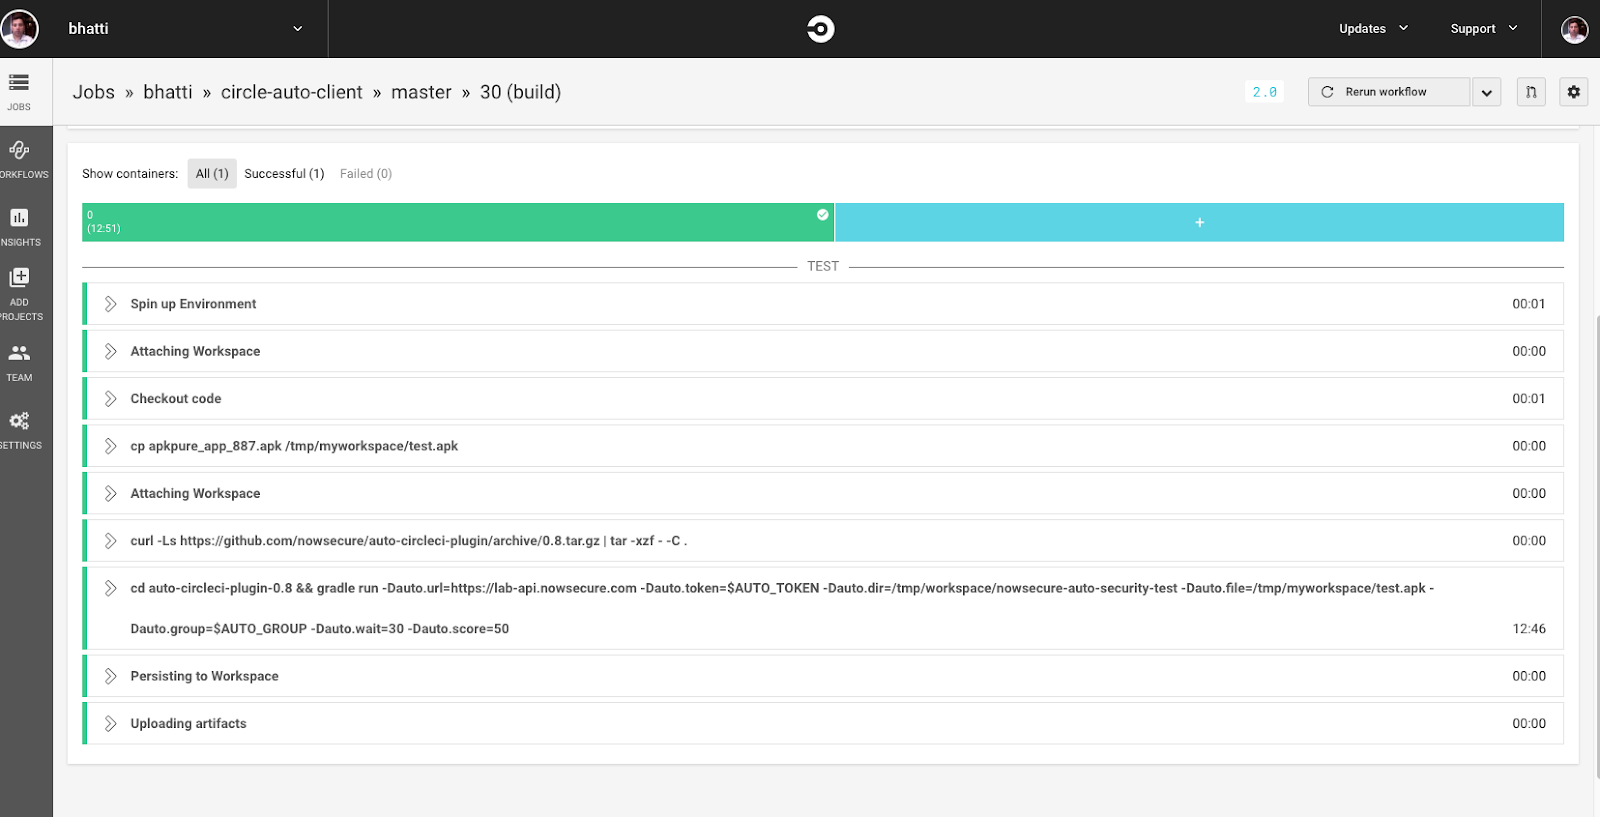 bhatti
Updates
Support
JOBS
Jobs » bhatti » circle-auto-client » master » 30 (build)
2.0
Rerun workflow
ORKFLOWS
NSIGHTS
ADD
PROJECTS
TEAM
SETTINGS
Show containers: All (1) Successful (1) Failed (0)
0
(12:51)
+
TEST
Spin up Environment 00:01
Attaching Workspace 00:00
Checkout code 00:01
cp apkpure_app_887.apk /tmp/myworkspace/test.apk 00:00
Attaching Workspace 00:00
curl -Ls https://github.com/nowsecure/auto-circleci-plugin/archive/0.8.tar.gz | tar -xzf - -C . 00:00
cd auto-circleci-plugin-0.8 && gradle run -Dauto.url=https://lab-api.nowsecure.com -Dauto.token=$AUTO_TOKEN -Dauto.dir=/tmp/workspace/nowsecure-auto-security-test -Dauto.file=/tmp/myworkspace/test.apk -
Dauto.group=$AUTO_GROUP -Dauto.wait=30 -Dauto.score=50 12:46
Persisting to Workspace 00:00
Uploading artifacts 00:00